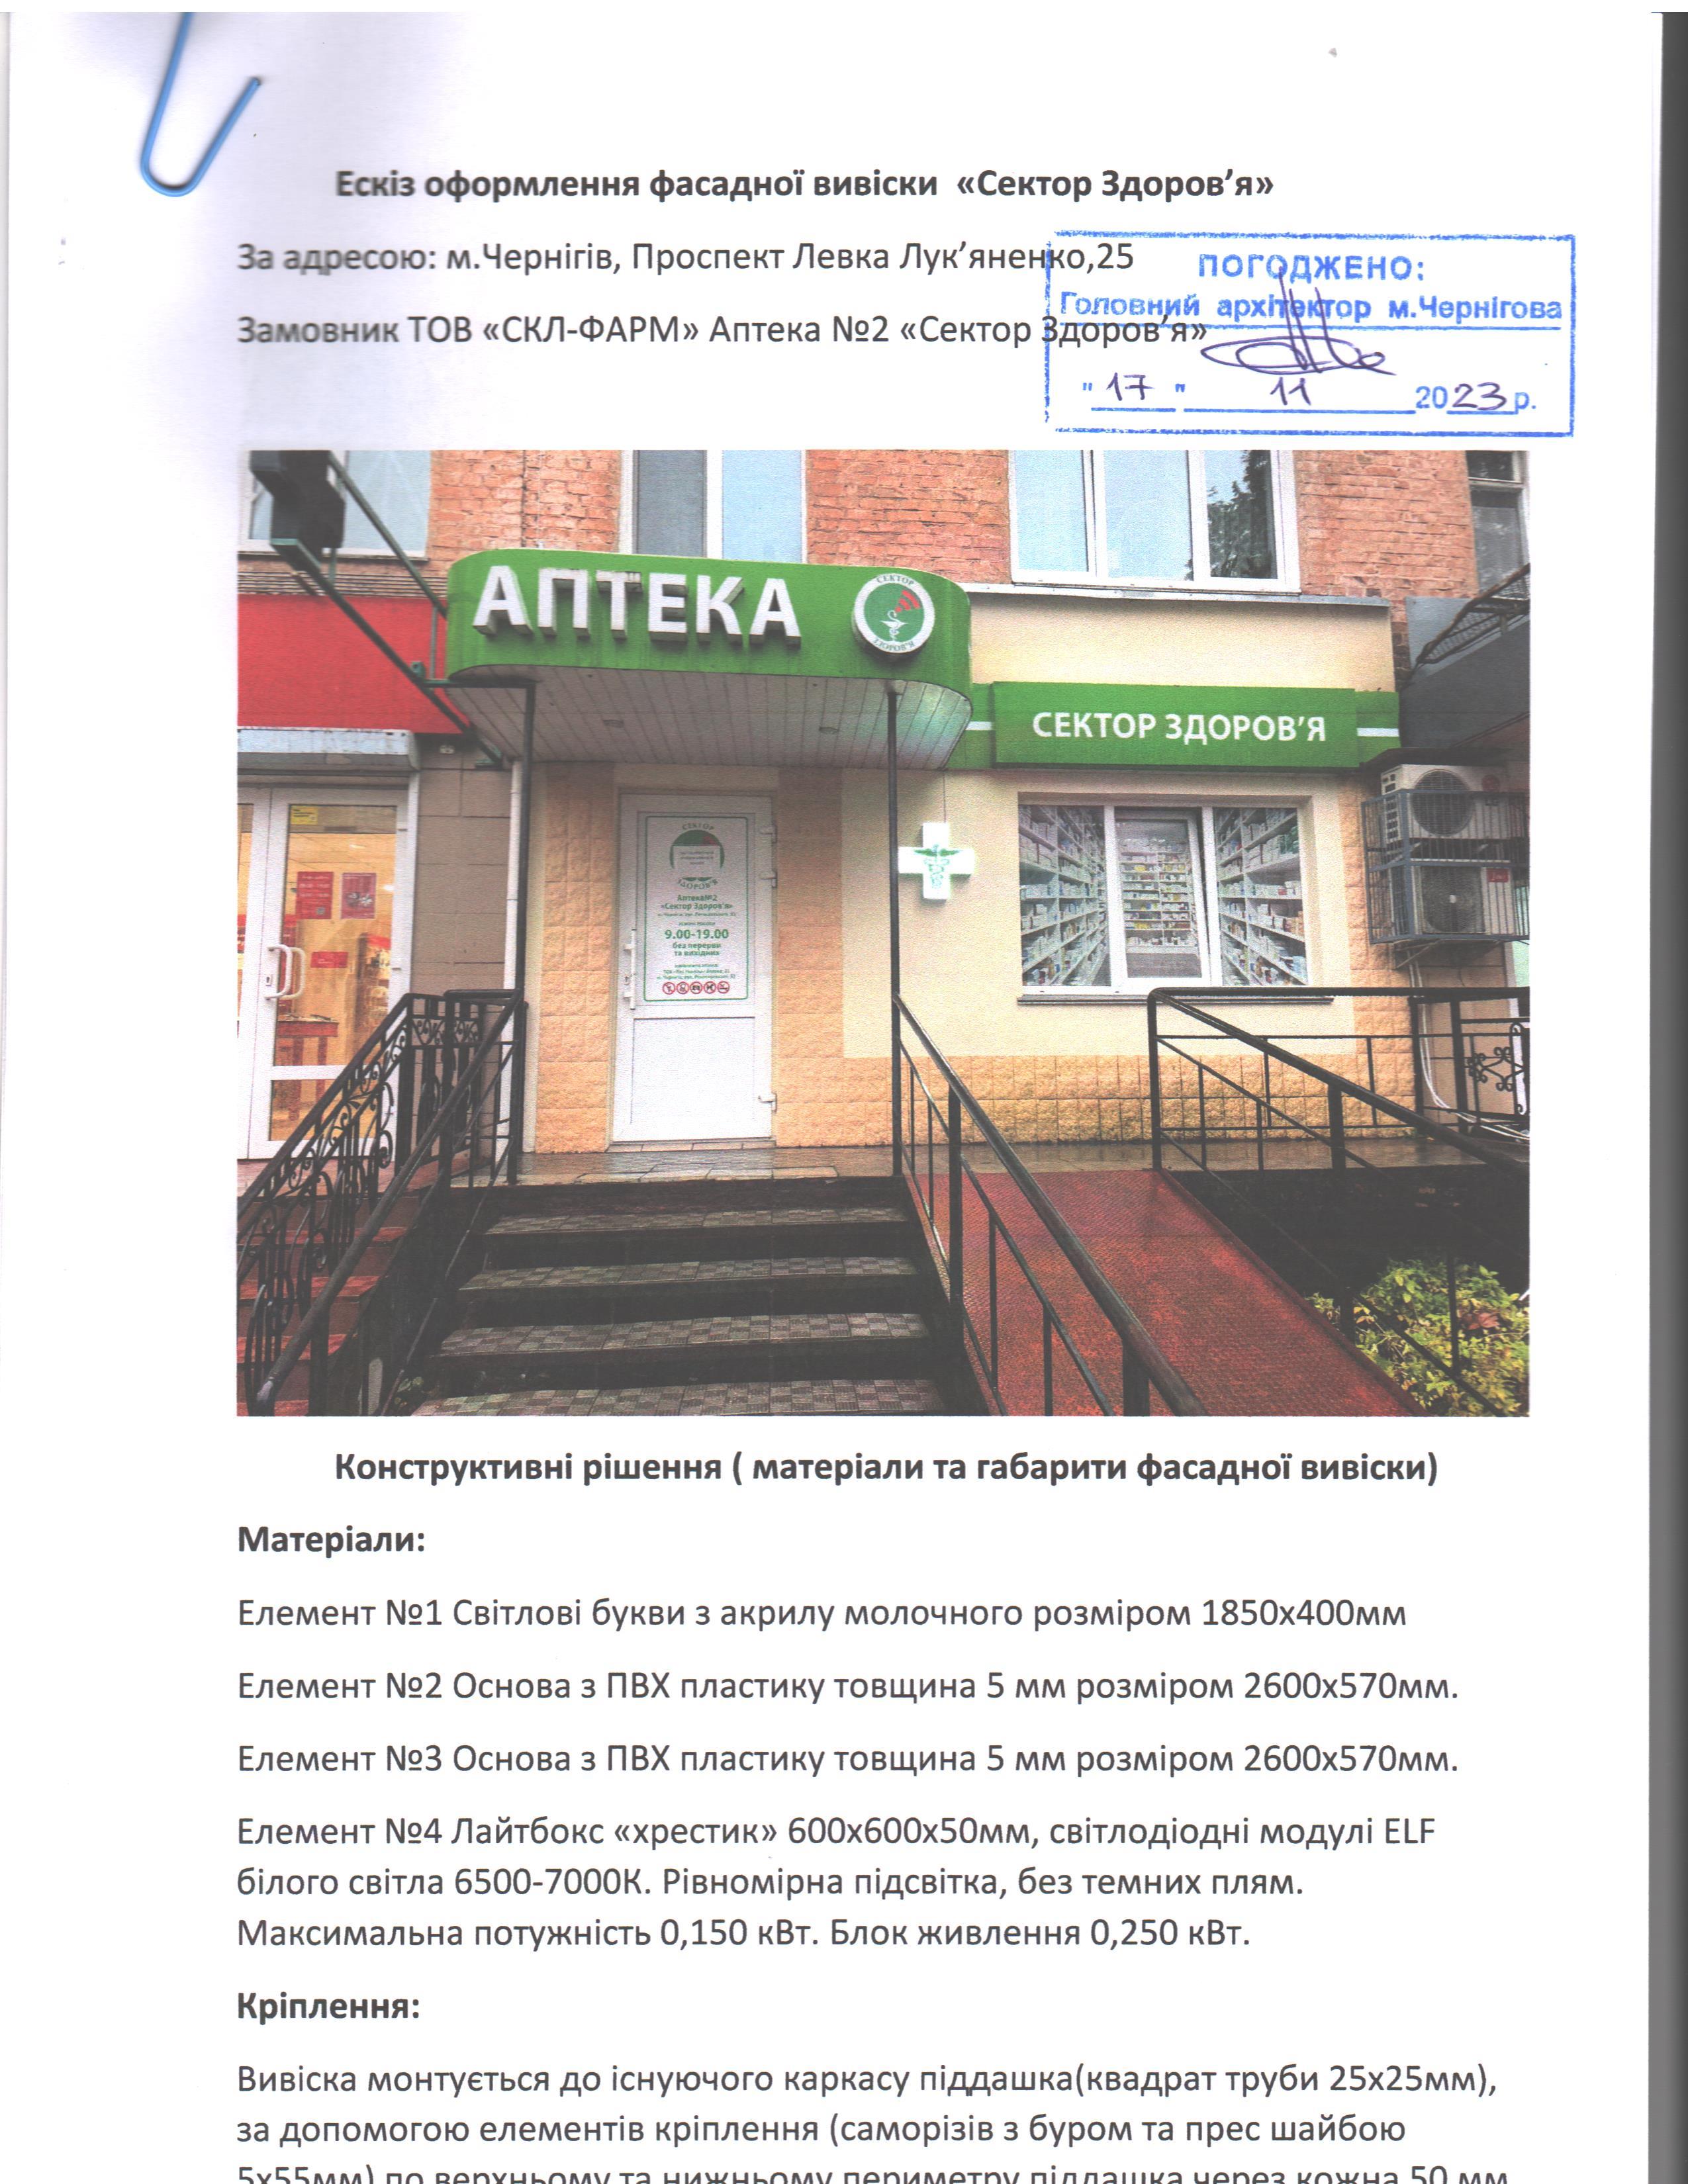 Ескіз оформлення фасадної вивіски «Сектор Здоров’я»
За адресою: м.Чернігів, Проспект Левка Лук’яненко,25
Замовник ТОВ «СКЛ-ФАРМ» Аптека №2 «Сектор Здоров’я»
ПОГОДЖЕНО:
Головний архітектор м.Чернігова
"17" 11 2023 р.
АПТЕКА
СЕКТОР
ЗДОРОВ'Я
СЕКТОР ЗДОРОВ’Я
СЕКТОР
ЗДОРОВ'Я
Аптека№2
«Сектор Здоров'я»
9.00-19.00
без перерви
та вихідних
Конструктивні рішення ( матеріали та габарити фасадної вивіски)
Матеріали:
Елемент №1 Світлові букви з акрилу молочного розміром 1850х400мм
Елемент №2 Основа з ПВХ пластику товщина 5 мм розміром 2600х570мм.
Елемент №3 Основа з ПВХ пластику товщина 5 мм розміром 2600х570мм.
Елемент №4 Лайтбокс «хрестик» 600х600х50мм, світлодіодні модулі ELF
білого світла 6500-7000К. Рівномірна підсвітка, без темних плям.
Максимальна потужність 0,150 кВт. Блок живлення 0,250 кВт.
Кріплення:
Вивіска монтується до існуючого каркасу піддашка(квадрат труби 25х25мм),
за допомогою елементів кріплення (саморізів з буром та прес шайбою
5х55мм) по верхньому та нижньому периметру піддашка через кожна 50 мм